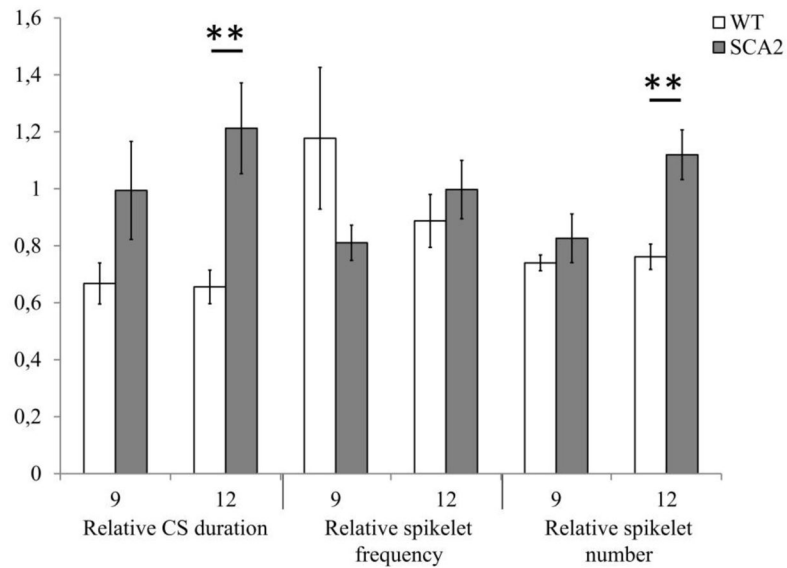 1,6
1,4
1,2
1
0,8
0,6
0,4
0,2
0
**
**
WT
SCA2
9 12 9 12 9 12
Relative CS duration
Relative spikelet
frequency
Relative spikelet
number